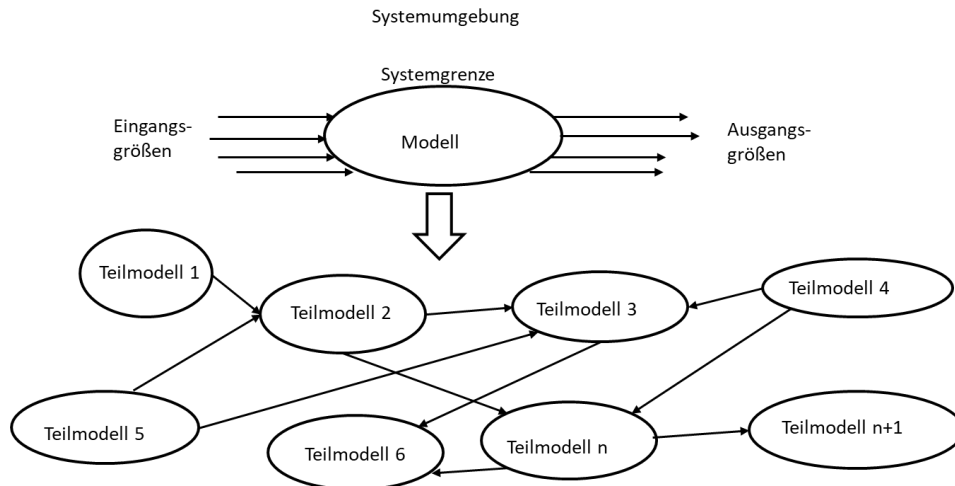 Systemumgebung
Systemgrenze
Eingangs-
größen
Modell
Ausgangs-
größen
Teilmodell 1
Teilmodell 2
Teilmodell 3
Teilmodell 4
Teilmodell 5
Teilmodell 6
Teilmodell n
Teilmodell n+1